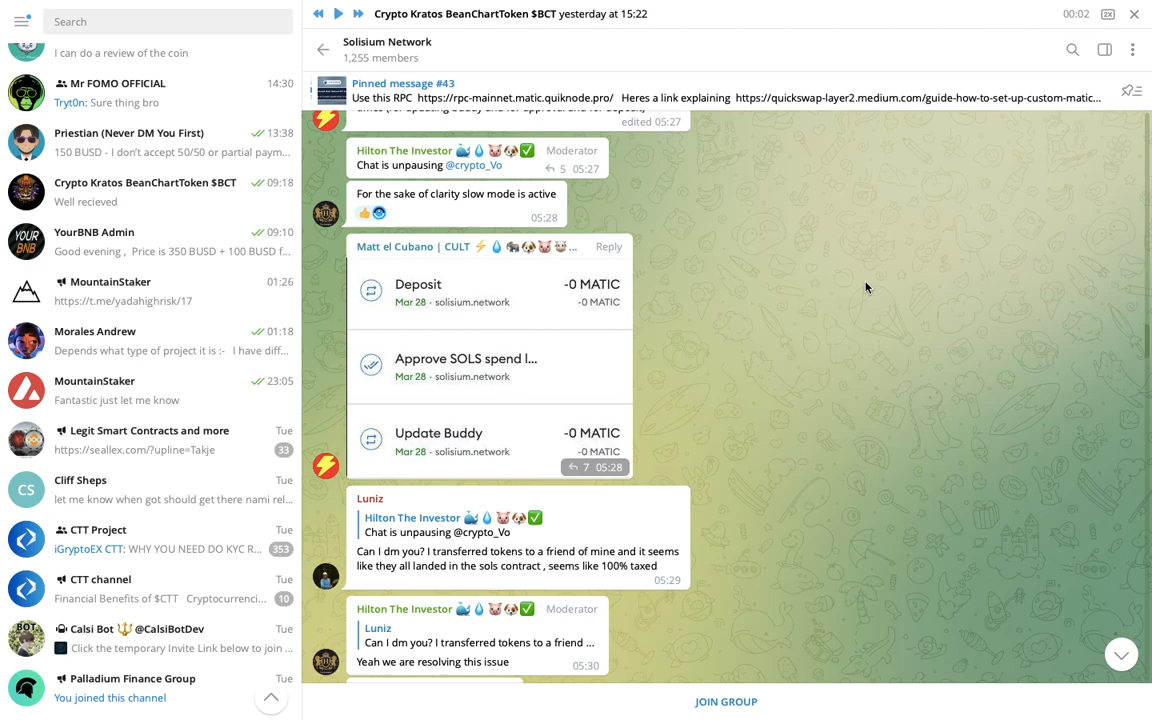 Search
I can do a review of the coin
Mr FOMO OFFICIAL
14:30
Tryt0n: Sure thing bro
Priestian (Never DM You First)
13:38
150 BUSD - I don't accept 50/50 or partial paym...
Crypto Kratos BeanChartToken $BCT
09:18
Well recieved
YourBNB Admin
09:10
Good evening , Price is 350 BUSD + 100 BUSD f...
MountainStaker
01:26
https://t.me/yadahighrisk/17
Morales Andrew
01:18
Depends what type of project it is :- I have diff...
MountainStaker
23:05
Fantastic just let me know
Legit Smart Contracts and more
Tue
https://seallex.com/?upline=Takje
33
Cliff Sheps
Tue
let me know when got should get there nami rel...
CS
CTT Project
Tue
iGryptoEX CTT: WHY YOU NEED DO KYC R...
353
CTT channel
Tue
Financial Benefits of $CTT Cryptocurrenci...
10
Calsi Bot 🔱 @CalsiBotDev
Tue
Click the temporary Invite Link below to join ...
Palladium Finance Group
Tue
You joined this channel
Crypto Kratos BeanChartToken $BCT yesterday at 15:22
00:02
2X
Solisium Network
1,255 members
Pinned message #43
Use this RPC https://rpc-mainnet.matic.quiknode.pro/ Heres a link explaining https://quickswap-layer2.medium.com/guide-how-to-set-up-custom-matic...
edited 05:27
Hilton The Investor 🐳💧🐷🐶✅ Moderator
Chat is unpausing @crypto_Vo
5 05:27
For the sake of clarity slow mode is active
05:28
Matt el Cubano | CULT ⚡💧🐘🐶🐷🐮... Reply
Deposit
-0 MATIC
Mar 28 · solisium.network
-0 MATIC
Approve SOLS spend l...
Mar 28 · solisium.network
Update Buddy
-0 MATIC
Mar 28 · solisium.network
-0 MATIC
7 05:28
Luniz
Hilton The Investor 🐳💧🐷🐶✅
Chat is unpausing @crypto_Vo
Can I dm you? I transferred tokens to a friend of mine and it seems
like they all landed in the sols contract , seems like 100% taxed
05:29
Hilton The Investor 🐳💧🐷🐶✅ Moderator
Luniz
Can I dm you? I transferred tokens to a friend ...
Yeah we are resolving this issue
05:30
JOIN GROUP